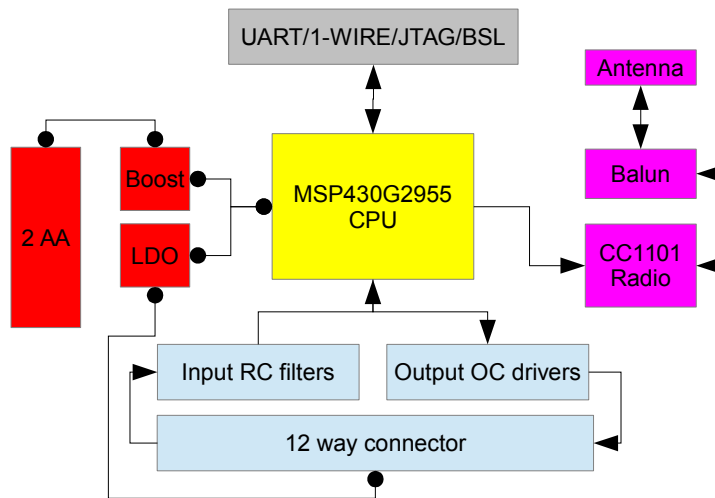 UART/1-WIRE/JTAG/BSL
Antenna
2 AA
Boost
LDO
MSP430G2955
CPU
Balun
CC1101
Radio
Input RC filters
Output OC drivers
12 way connector